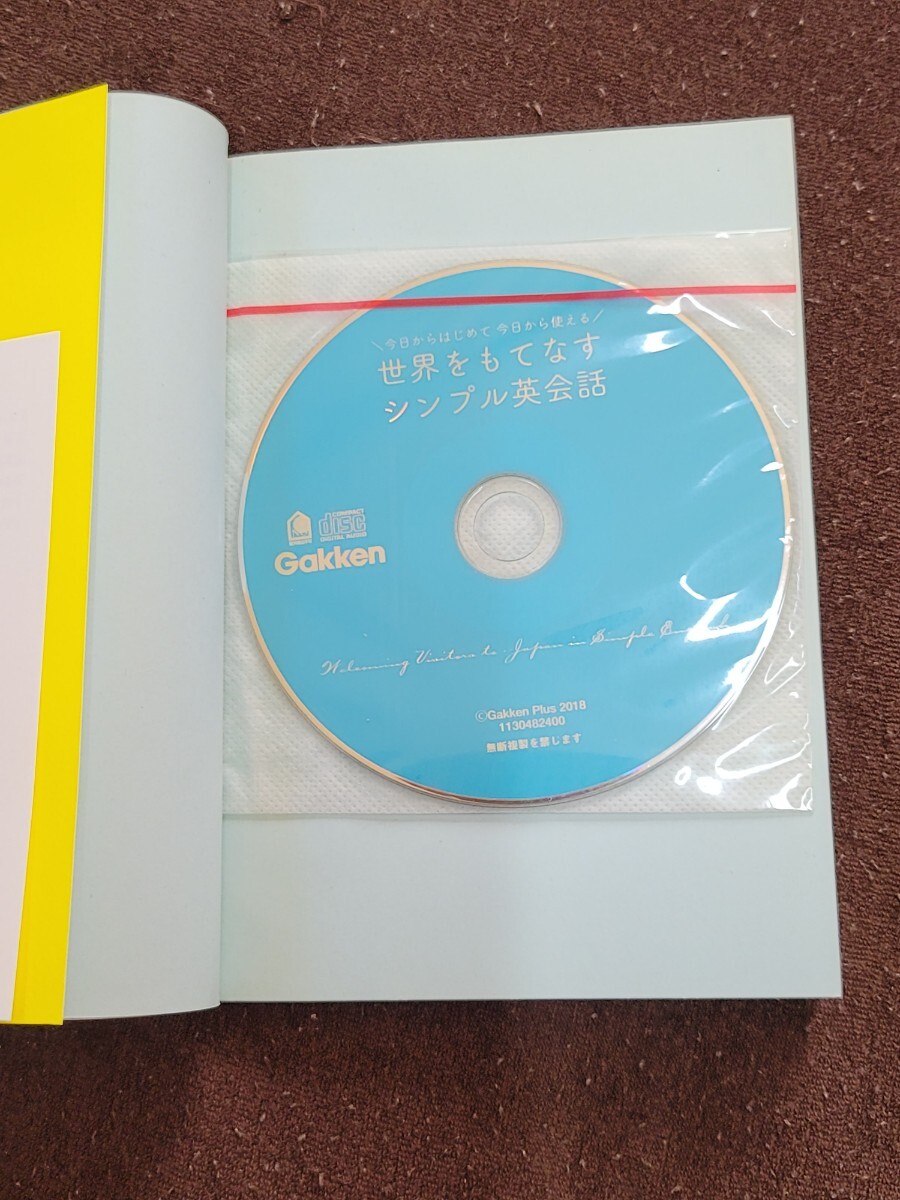 ＼今日からはじめて 今日から使える／
世界をもてなす
シンプル英会話
COMPACT
disc
DIGITAL AUDIO
Gakken
Welcoming Visitors to Japan in Simple
©Gakken Plus 2018
1130482400
無断複製を禁じます